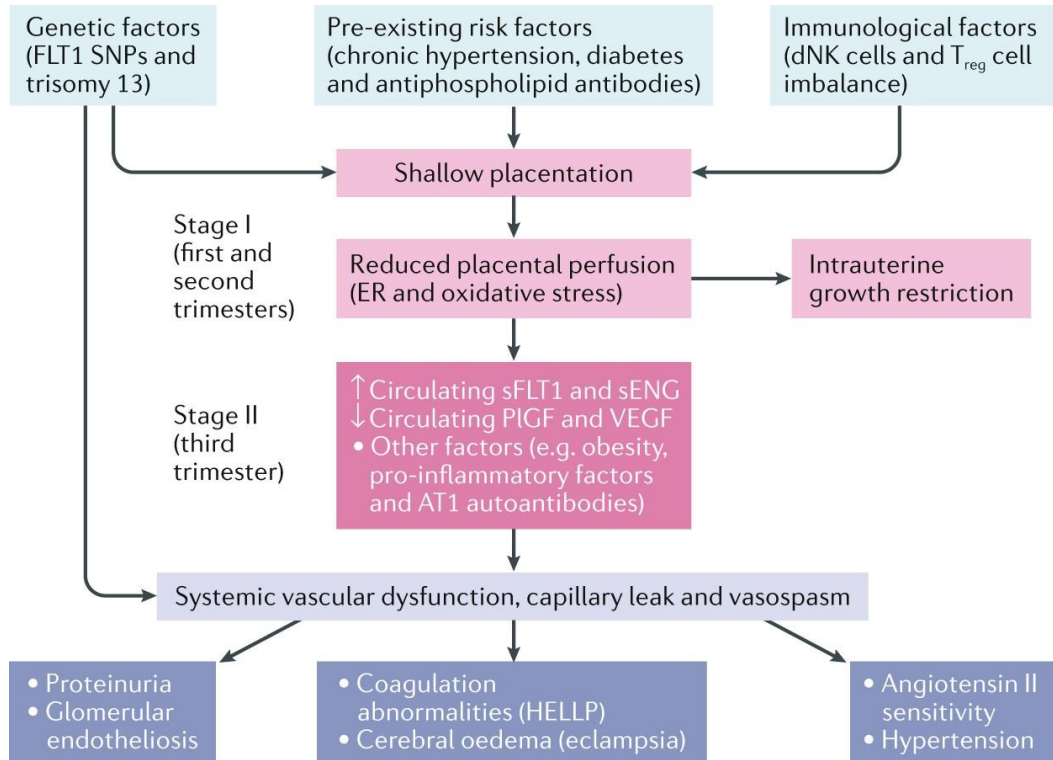 Genetic factors
(FLT1 SNPs and
trisomy 13)
Pre-existing risk factors
(chronic hypertension, diabetes
and antiphospholipid antibodies)
Immunological factors
(dNK cells and Treg cell
imbalance)
Shallow placentation
Stage I
(first and
second
trimesters)
Reduced placental perfusion
(ER and oxidative stress)
Intrauterine
growth restriction
Stage II
(third
trimester)
↑ Circulating sFLT1 and sENG
↓ Circulating PlGF and VEGF
• Other factors (e.g. obesity,
pro-inflammatory factors
and AT1 autoantibodies)
Systemic vascular dysfunction, capillary leak and vasospasm
• Proteinuria
• Glomerular
endotheliosis
• Coagulation
abnormalities (HELLP)
• Cerebral oedema (eclampsia)
• Angiotensin II
sensitivity
• Hypertension